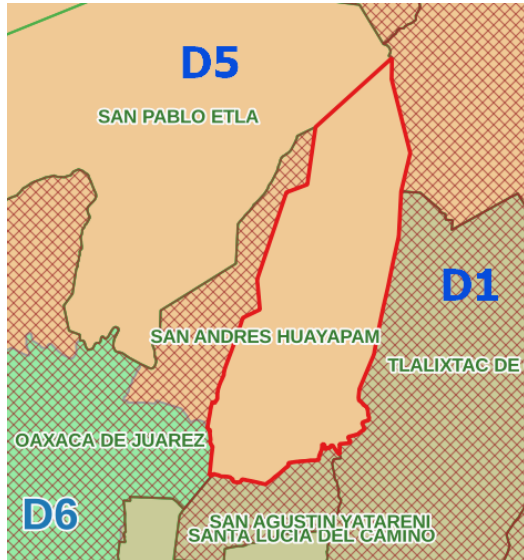 D5
SAN PABLO ETLA
D1
SAN ANDRES HUAYAPAM
TLALIXTAC DE
OAXACA DE JUAREZ
D6
SAN AGUSTIN YATARENI
SANTA LUCIA DEL CAMINO